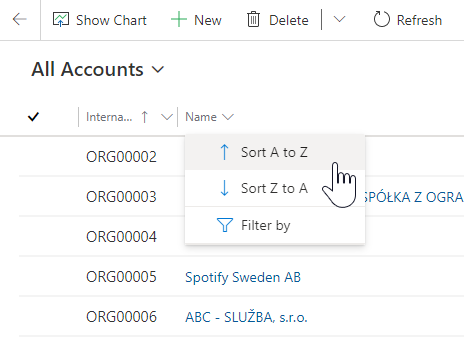 Show Chart New Delete Refresh
All Accounts
Interna... Name
ORG00002
Sort A to Z
ORG00003 SPÓŁKA Z OGRA
Sort Z to A
ORG00004
Filter by
ORG00005 Spotify Sweden AB
ORG00006 ABC - SLUŽBA, s.r.o.